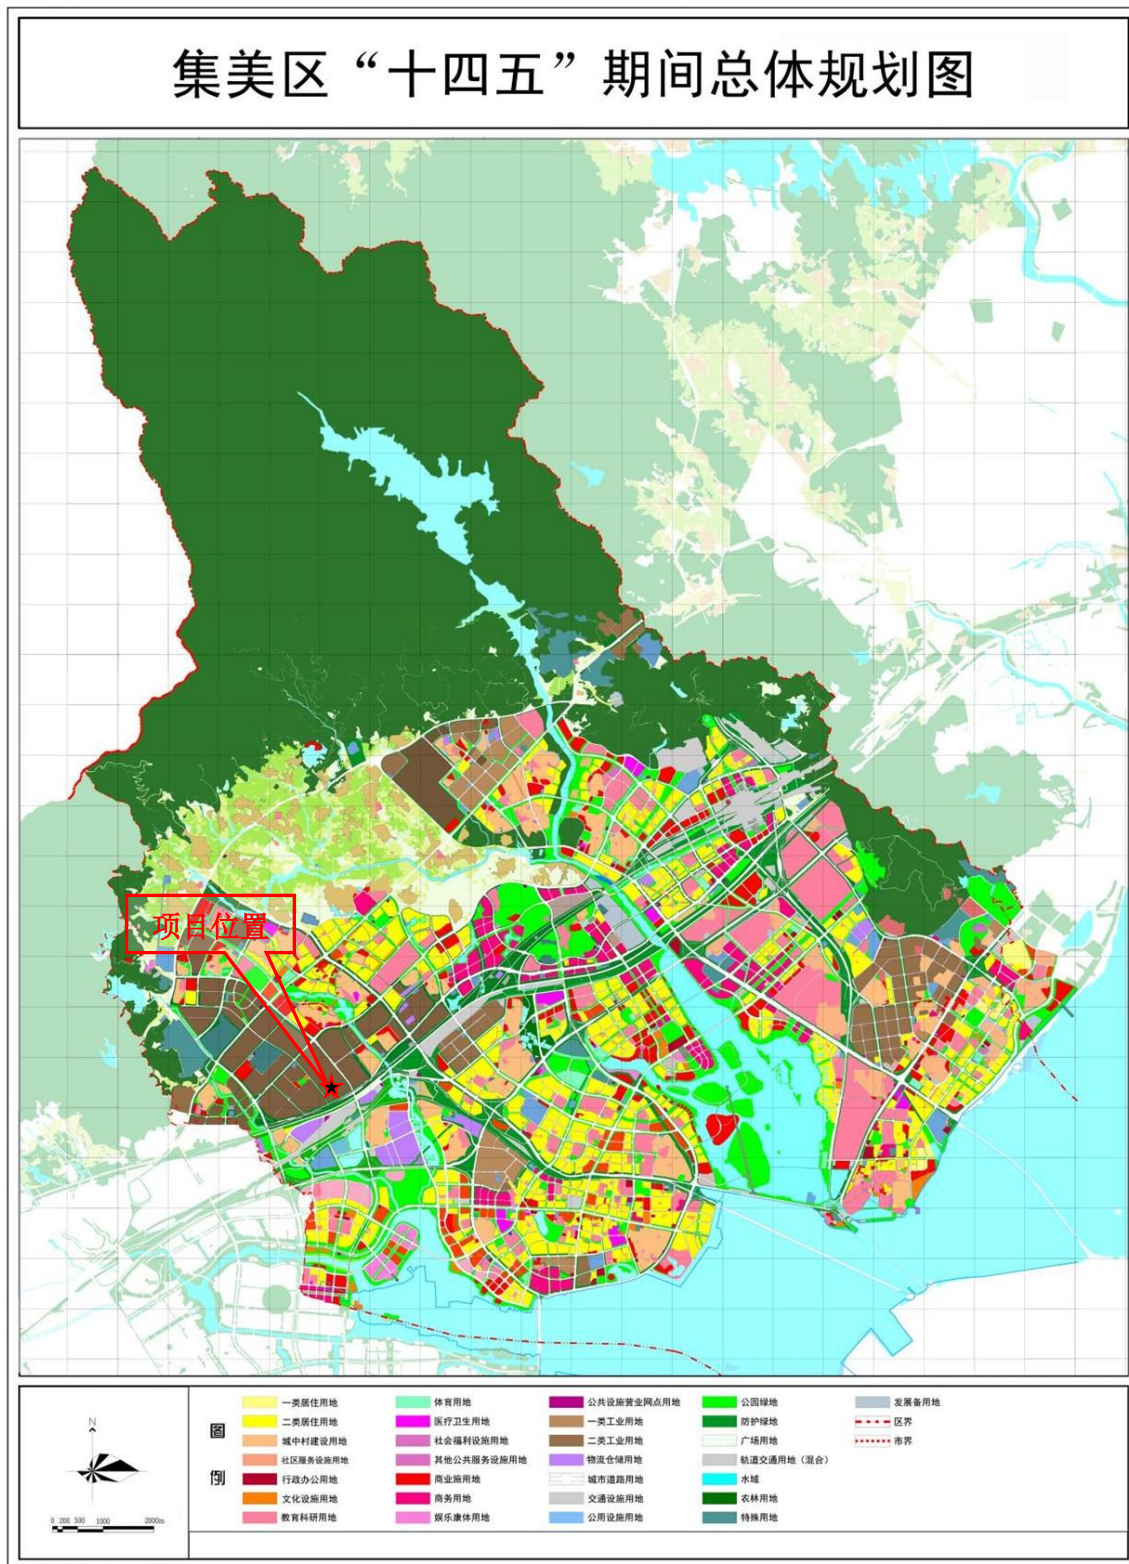 集美区“十四五”期间总体规划图
项目位置
N
0 200 500 1000 2000m
图例
一类居住用地
二类居住用地
城中村建设用地
社区服务设施用地
行政办公用地
文化设施用地
教育科研用地
体育用地
医疗卫生用地
社会福利设施用地
其他公共服务设施用地
商业施用地
商务用地
娱乐康体用地
公共设施营业网点用地
一类工业用地
二类工业用地
物流仓储用地
城市道路用地
交通设施用地
公用设施用地
公园绿地
防护绿地
广场用地
轨道交通用地（混合）
水域
农林用地
特殊用地
发展备用地
区界
市界